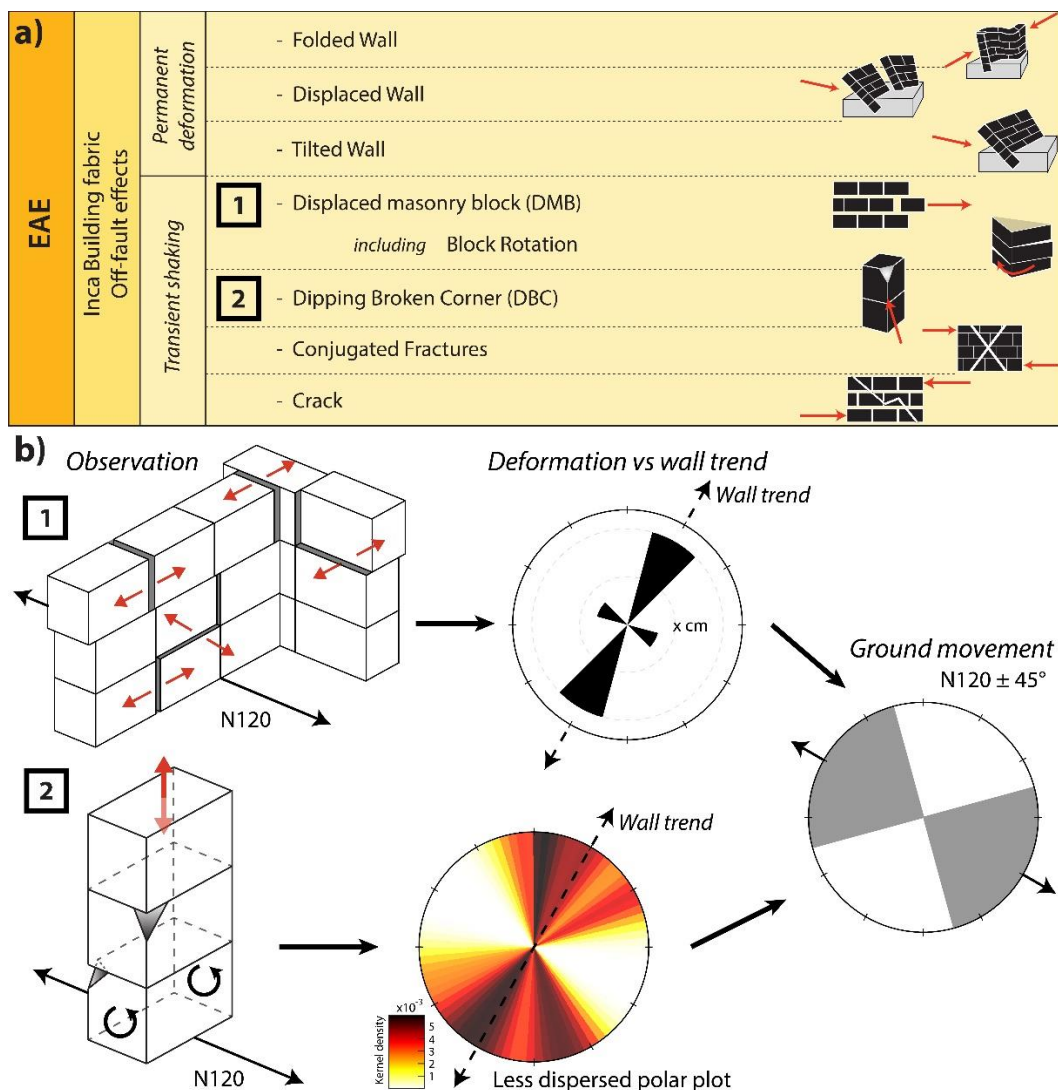 a)
EAE
Inca Building fabric
Off-fault effects
Permanent
deformation
- Folded Wall
- Displaced Wall
- Tilted Wall
Transient shaking
1
- Displaced masonry block (DMB)
including Block Rotation
2
- Dipping Broken Corner (DBC)
- Conjugated Fractures
- Crack
b)
Observation
Deformation vs wall trend
1
Wall trend
x cm
N120
Ground movement
N120 ± 45°
2
Wall trend
x10⁻³
Kernel density
5
4
3
2
1
N120
Less dispersed polar plot